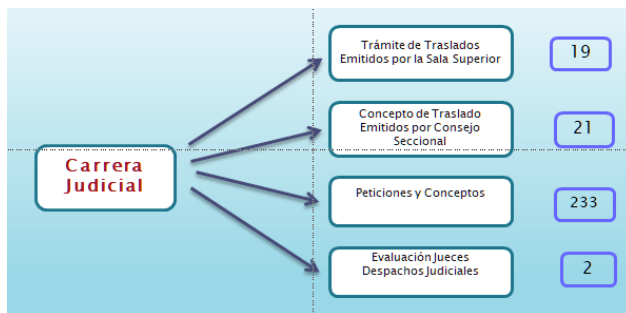 Trámite de Traslados
Emitidos por la Sala Superior
19
Concepto de Traslado
Emitidos por Consejo
Seccional
21
Carrera
Judicial
Peticiones y Conceptos
233
Evaluación Jueces
Despachos Judiciales
2